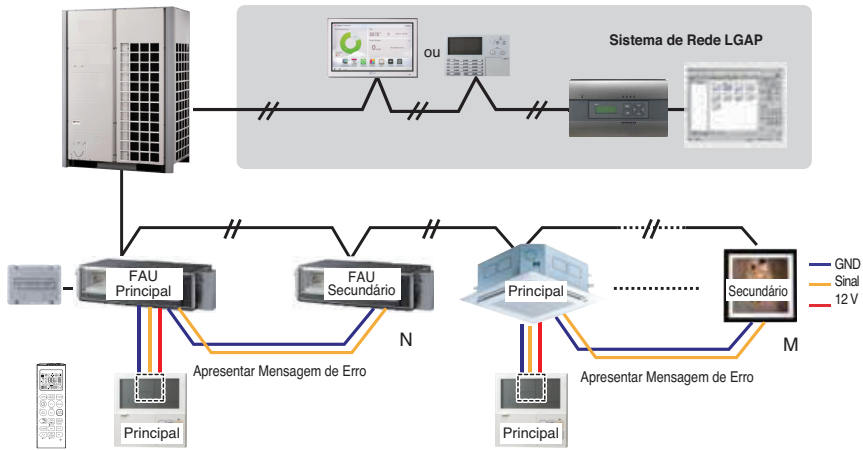 ou
Sistema de Rede LGAP
FAU
Principal
FAU
Secundário
Principal
Secundário
GND
Sinal
12 V
N
M
Apresentar Mensagem de Erro
Apresentar Mensagem de Erro
Principal
Principal